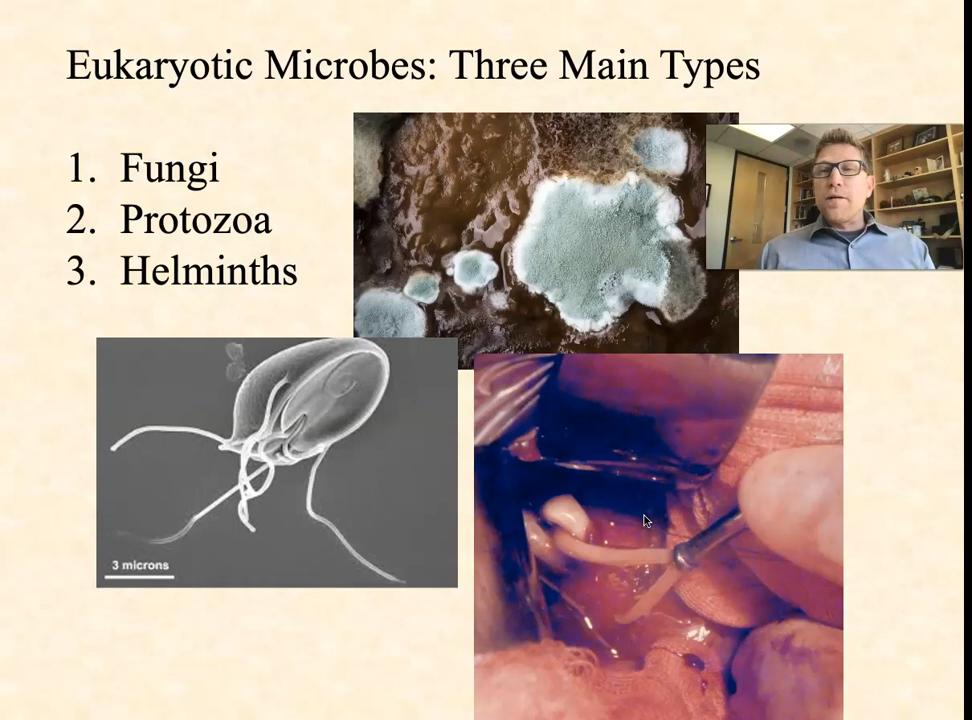 Eukaryotic Microbes: Three Main Types
1. Fungi
2. Protozoa
3. Helminths
3 microns